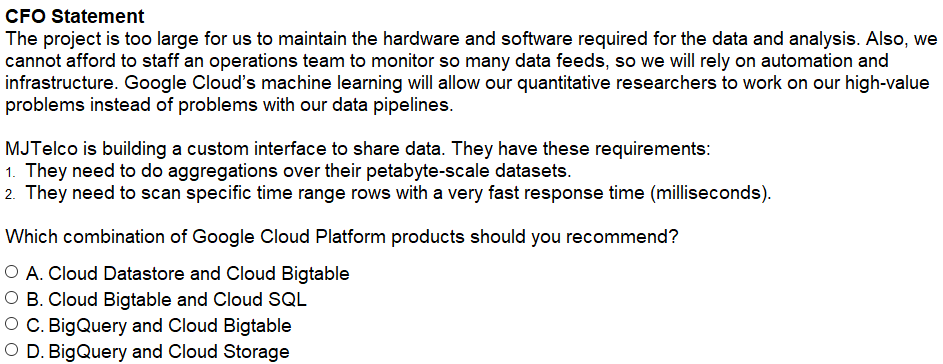 CFO Statement
The project is too large for us to maintain the hardware and software required for the data and analysis. Also, we
cannot afford to staff an operations team to monitor so many data feeds, so we will rely on automation and
infrastructure. Google Cloud's machine learning will allow our quantitative researchers to work on our high-value
problems instead of problems with our data pipelines.
MJTelco is building a custom interface to share data. They have these requirements:
1. They need to do aggregations over their petabyte-scale datasets.
2. They need to scan specific time range rows with a very fast response time (milliseconds).
Which combination of Google Cloud Platform products should you recommend?
A. Cloud Datastore and Cloud Bigtable
B. Cloud Bigtable and Cloud SQL
C. BigQuery and Cloud Bigtable
D. BigQuery and Cloud Storage